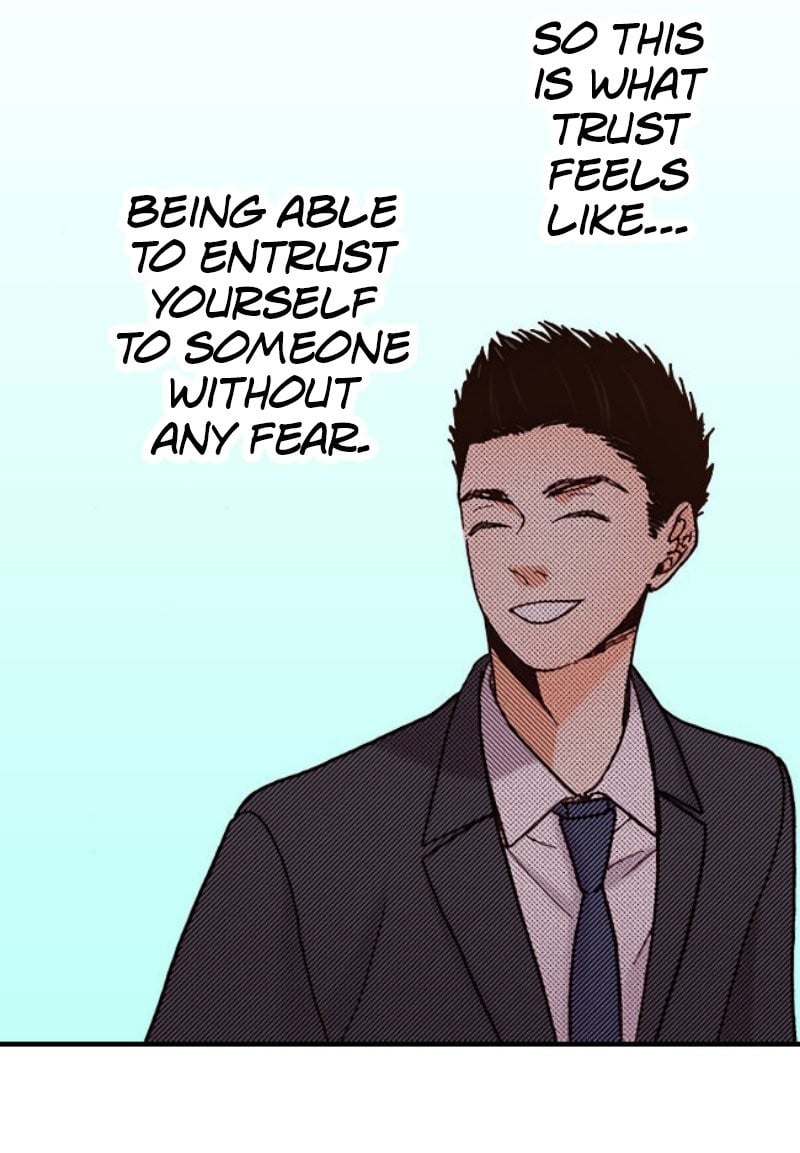 SO THIS
IS WHAT
TRUST
FEELS
LIKE...
BEING ABLE
TO ENTRUST
YOURSELF
TO SOMEONE
WITHOUT
ANY FEAR.